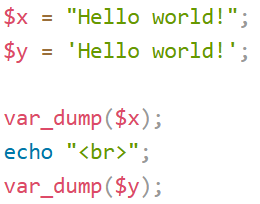 $x = "Hello world!";
$y = 'Hello world!';
var_dump($x);
echo "<br>";
var_dump($y);